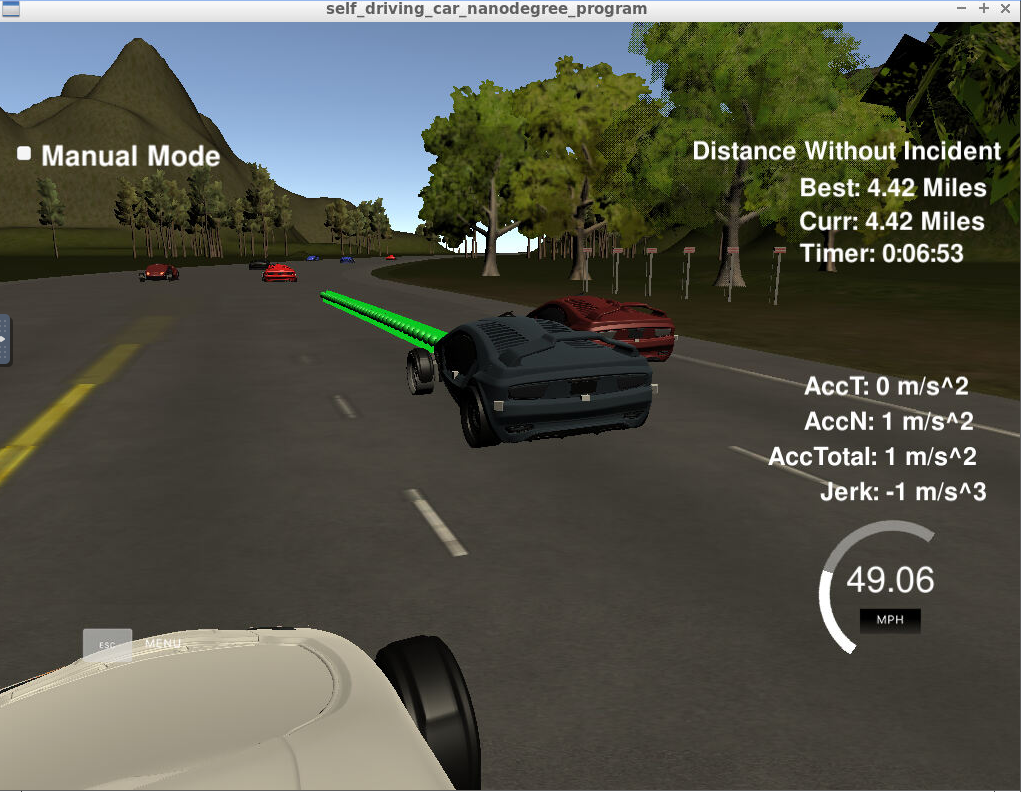 self_driving_car_nanodegree_program
Manual Mode
Distance Without Incident
Best: 4.42 Miles
Curr: 4.42 Miles
Timer: 0:06:53
AccT: 0 m/s^2
AccN: 1 m/s^2
AccTotal: 1 m/s^2
Jerk: -1 m/s^3
49.06
MPH
ESC MENU